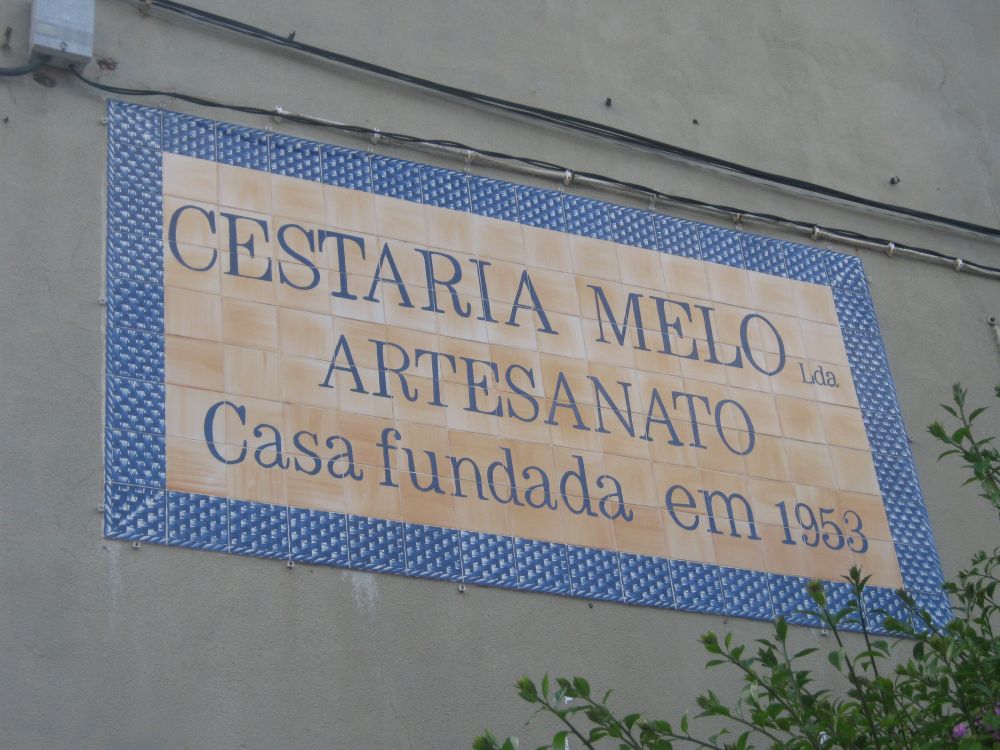 CESTARIA MELO Lda
ARTESANATO
Casa fundada em 1953